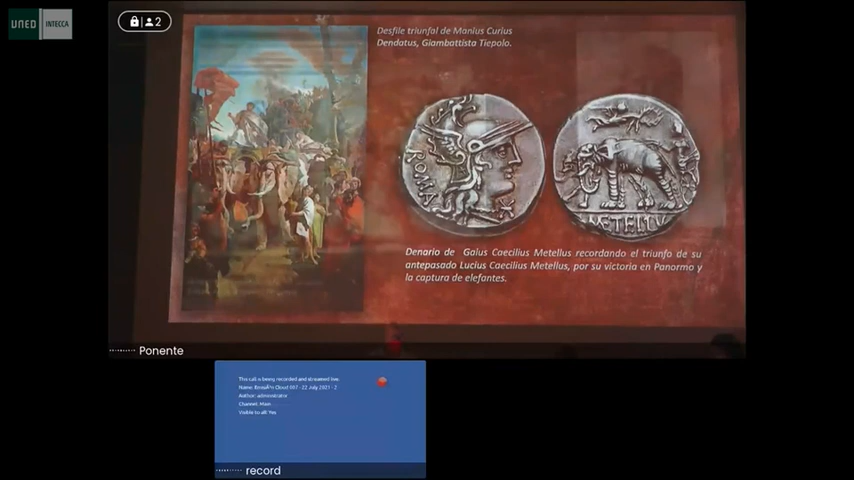 UNED INTECCA
2
Desfile triunfal de Manius Curius
Dendatus, Giambattista Tiepolo.
ROMA
METELLV
Denario de Gaius Caecilius Metellus recordando el triunfo de su
antepasado Lucius Caecilius Metellus, por su victoria en Panormo y
la captura de elefantes.
Ponente
This call is being recorded and streamed live.
Author: administrator
Channel: Main
Visible to all: Yes
record